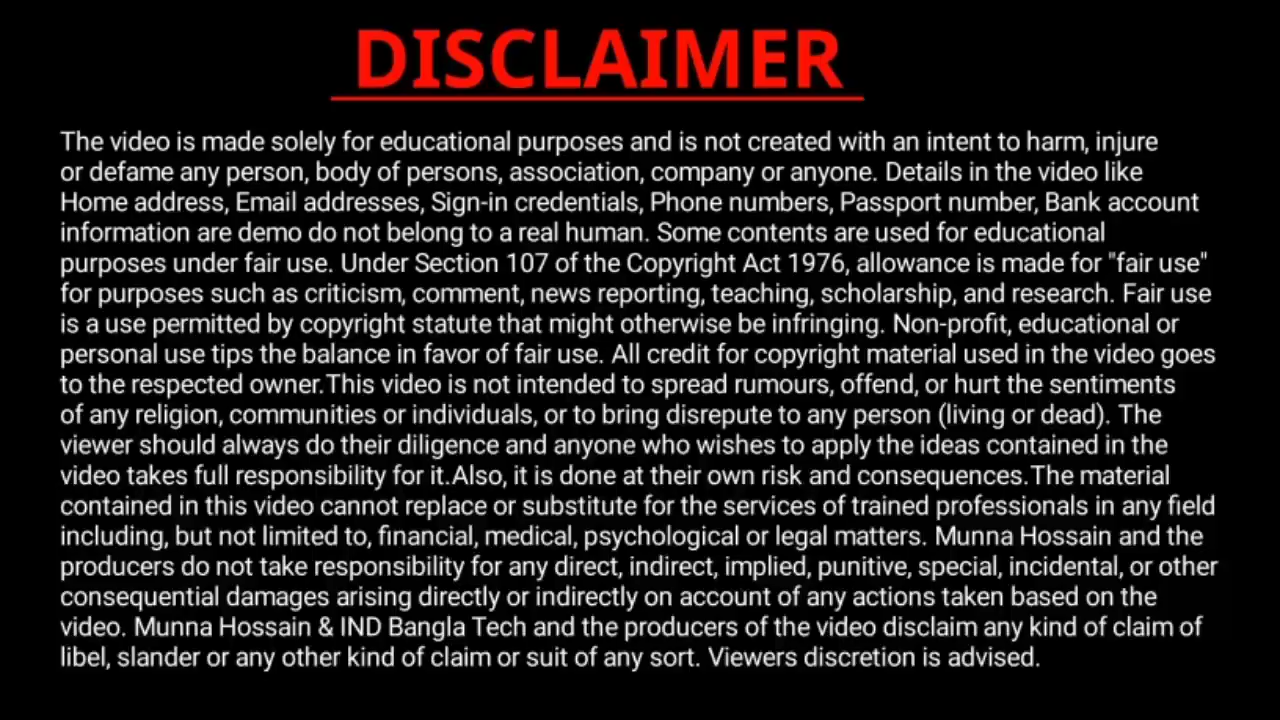 DISCLAIMER
The video is made solely for educational purposes and is not created with an intent to harm, injure
or defame any person, body of persons, association, company or anyone. Details in the video like
Home address, Email addresses, Sign-in credentials, Phone numbers, Passport number, Bank account
information are demo do not belong to a real human. Some contents are used for educational
purposes under fair use. Under Section 107 of the Copyright Act 1976, allowance is made for "fair use"
for purposes such as criticism, comment, news reporting, teaching, scholarship, and research. Fair use
is a use permitted by copyright statute that might otherwise be infringing. Non-profit, educational or
personal use tips the balance in favor of fair use. All credit for copyright material used in the video goes
to the respected owner.This video is not intended to spread rumours, offend, or hurt the sentiments
of any religion, communities or individuals, or to bring disrepute to any person (living or dead). The
viewer should always do their diligence and anyone who wishes to apply the ideas contained in the
video takes full responsibility for it.Also, it is done at their own risk and consequences.The material
contained in this video cannot replace or substitute for the services of trained professionals in any field
including, but not limited to, financial, medical, psychological or legal matters. Munna Hossain and the
producers do not take responsibility for any direct, indirect, implied, punitive, special, incidental, or other
consequential damages arising directly or indirectly on account of any actions taken based on the
video. Munna Hossain & IND Bangla Tech and the producers of the video disclaim any kind of claim of
libel, slander or any other kind of claim or suit of any sort. Viewers discretion is advised.